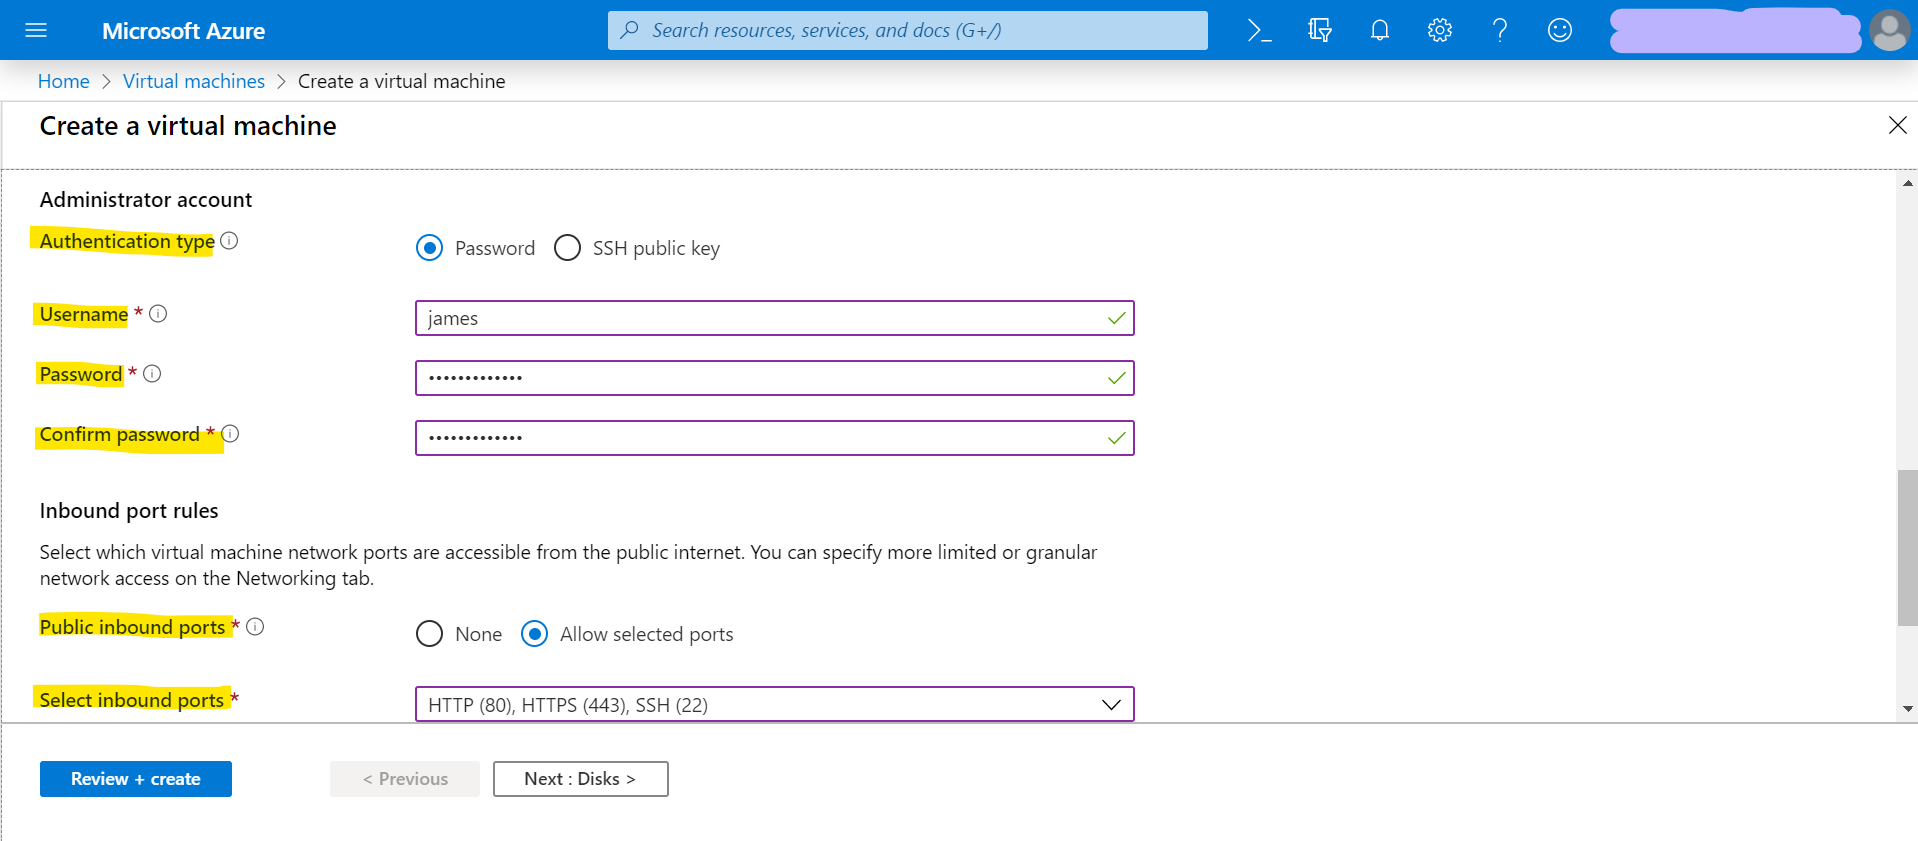 Microsoft Azure
Search resources, services, and docs (G+/)
Home > Virtual machines > Create a virtual machine
Create a virtual machine
Administrator account
Authentication type
Password SSH public key
Username *
james
Password *
•••••••••••••
Confirm password *
•••••••••••••
Inbound port rules
Select which virtual machine network ports are accessible from the public internet. You can specify more limited or granular
network access on the Networking tab.
Public inbound ports *
None Allow selected ports
Select inbound ports *
HTTP (80), HTTPS (443), SSH (22)
Review + create < Previous Next : Disks >